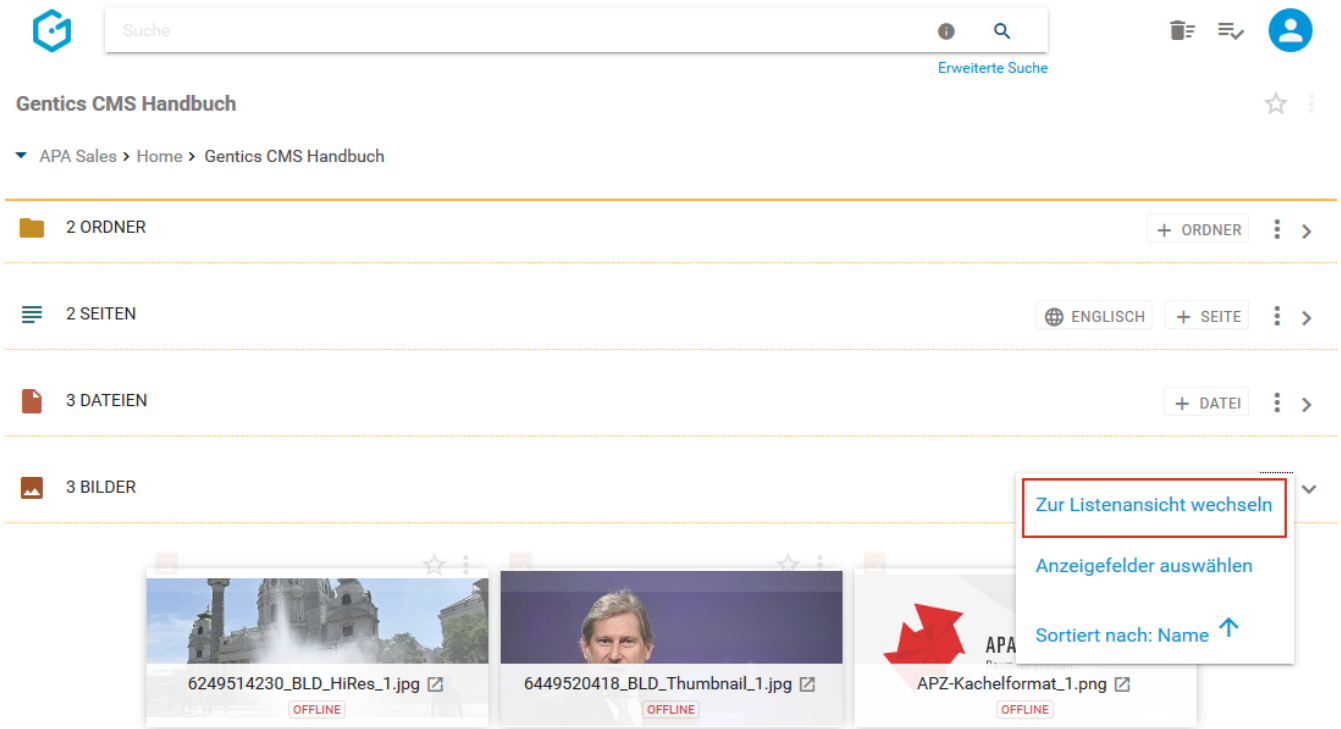 Suche
Erweiterte Suche
Gentics CMS Handbuch
APA Sales > Home > Gentics CMS Handbuch
2 ORDNER
+ ORDNER
2 SEITEN
ENGLISCH
+ SEITE
3 DATEIEN
+ DATEI
3 BILDER
Zur Listenansicht wechseln
Anzeigefelder auswählen
Sortiert nach: Name
APA
6249514230_BLD_HiRes_1.jpg
6449520418_BLD_Thumbnail_1.jpg
APZ-Kachelformat_1.png
OFFLINE
OFFLINE
OFFLINE